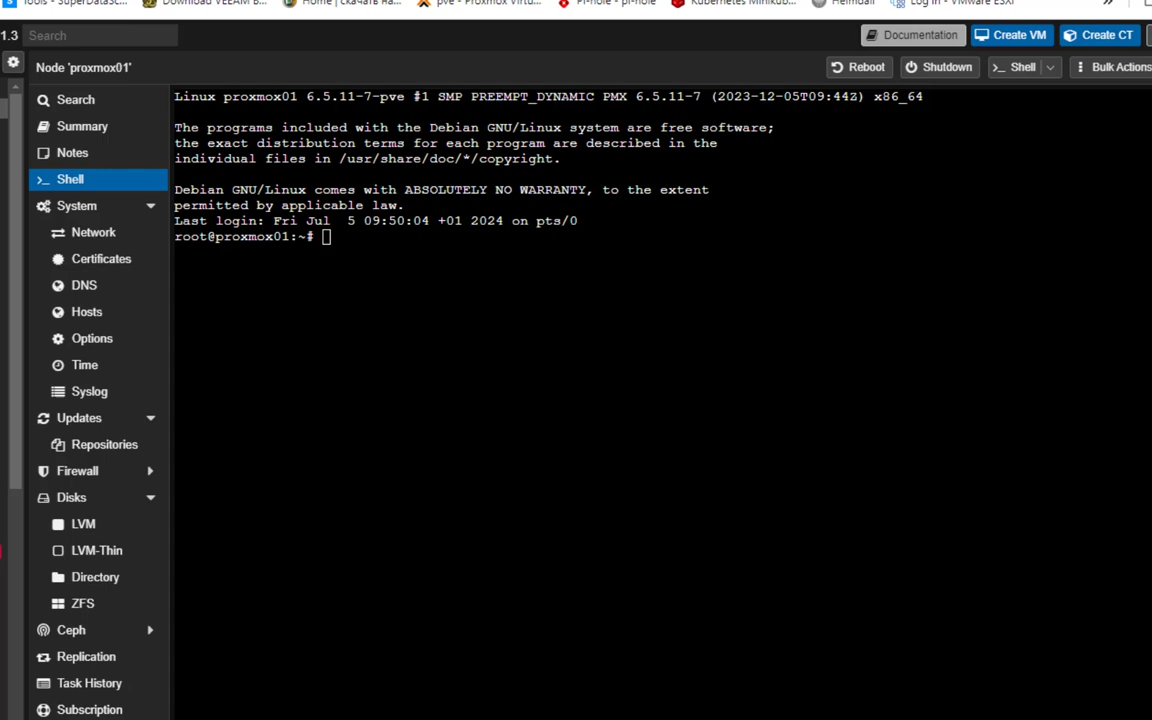 Tools - SuperDataSc...
Download VEEAM B...
Home | скачать на...
pve - Proxmox Virtu...
Pi-hole - pi-hole
Kubernetes Minikub...
Heimdall
Log in - VMware ESXi
1.3
Search
Documentation
Create VM
Create CT
Node 'proxmox01'
Reboot
Shutdown
>_ Shell
Bulk Actions
Search
Summary
Notes
>_ Shell
System
Network
Certificates
DNS
Hosts
Options
Time
Syslog
Updates
Repositories
Firewall
Disks
LVM
LVM-Thin
Directory
ZFS
Ceph
Replication
Task History
Subscription
Linux proxmox01 6.5.11-7-pve #1 SMP PREEMPT_DYNAMIC PMX 6.5.11-7 (2023-12-05T09:44Z) x86_64
The programs included with the Debian GNU/Linux system are free software;
the exact distribution terms for each program are described in the
individual files in /usr/share/doc/*/copyright.
Debian GNU/Linux comes with ABSOLUTELY NO WARRANTY, to the extent
permitted by applicable law.
Last login: Fri Jul  5 09:50:04 +01 2024 on pts/0
root@proxmox01:~#